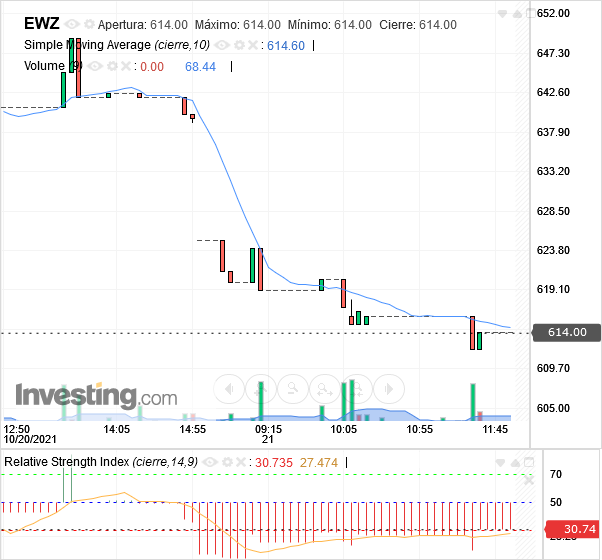 EWZ Apertura: 614.00 Máximo: 614.00 Mínimo: 614.00 Cierre: 614.00
Simple Moving Average (cierre,10) : 614.60
Volume (9) : 0.00 68.44
652.00
647.30
642.60
637.90
633.20
628.50
623.80
619.10
614.00
609.70
605.00
Investing.com
12:50 14:05 14:55 09:15 10:05 10:55 11:45
10/20/2021 21
Relative Strength Index (cierre,14,9) : 30.735 27.474
70
50
30.74